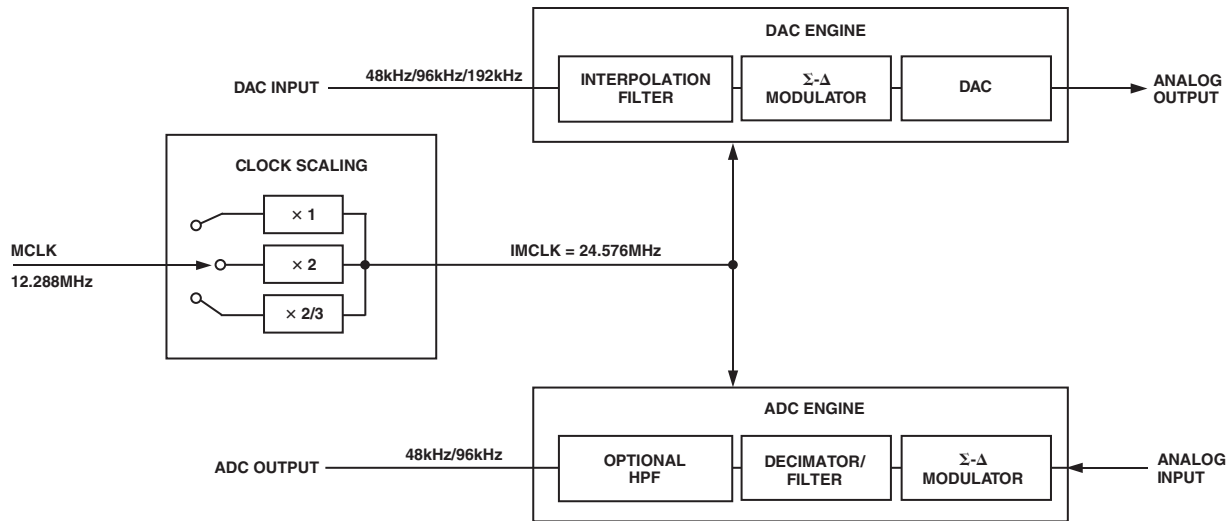 DAC ENGINE
DAC INPUT
48kHz/96kHz/192kHz
INTERPOLATION
FILTER
Σ-Δ
MODULATOR
DAC
ANALOG
OUTPUT
CLOCK SCALING
× 1
× 2
× 2/3
MCLK
12.288MHz
IMCLK = 24.576MHz
ADC ENGINE
ADC OUTPUT
48kHz/96kHz
OPTIONAL
HPF
DECIMATOR/
FILTER
Σ-Δ
MODULATOR
ANALOG
INPUT